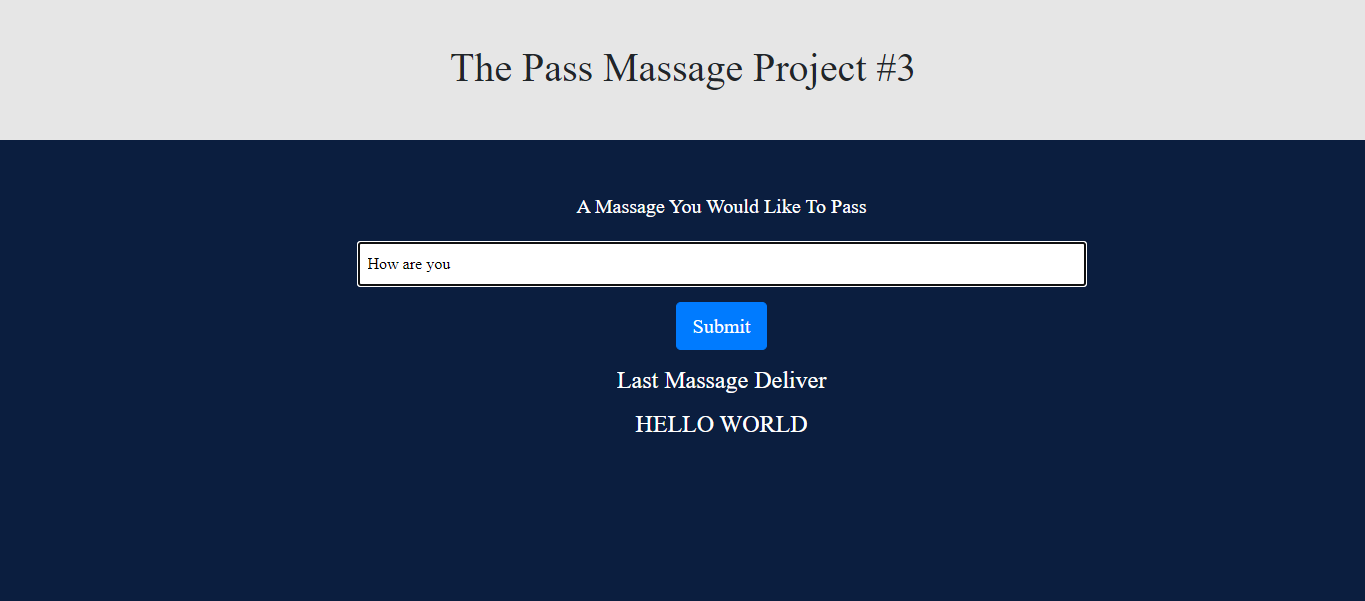 The Pass Massage Project #3
A Massage You Would Like To Pass
How are you
Submit
Last Massage Deliver
HELLO WORLD